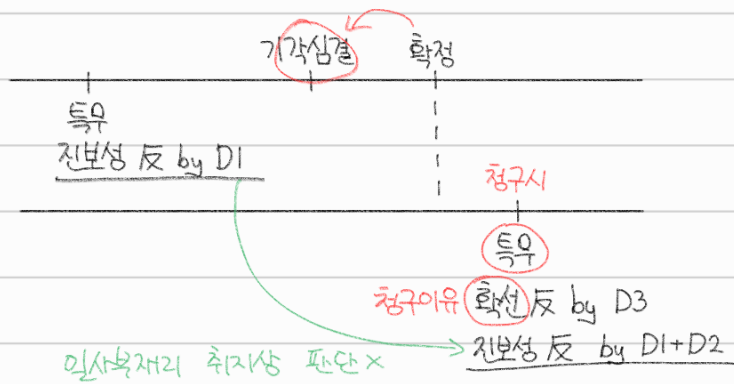 기각심결 확정
특무
진보성 反 by D1
청구시
특무
청구이유 확선 反 by D3
진보성 反 by D1+D2
일사부재리 취지상 판단 X